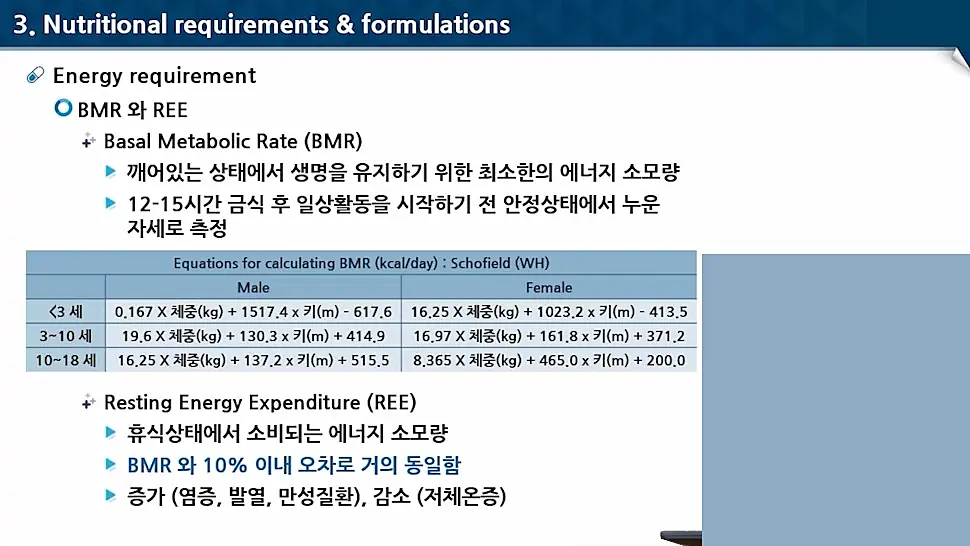 3. Nutritional requirements & formulations
Energy requirement
BMR 와 REE
Basal Metabolic Rate (BMR)
깨어있는 상태에서 생명을 유지하기 위한 최소한의 에너지 소모량
12-15시간 금식 후 일상활동을 시작하기 전 안정상태에서 누운
자세로 측정
Equations for calculating BMR (kcal/day) : Schofield (WH)
Male Female
<3 세 0.167 X 체중(kg) + 1517.4 x 키(m) - 617.6 16.25 X 체중(kg) + 1023.2 x 키(m) - 413.5
3~10 세 19.6 X 체중(kg) + 130.3 x 키(m) + 414.9 16.97 X 체중(kg) + 161.8 x 키(m) + 371.2
10~18 세 16.25 X 체중(kg) + 137.2 x 키(m) + 515.5 8.365 X 체중(kg) + 465.0 x 키(m) + 200.0
Resting Energy Expenditure (REE)
휴식상태에서 소비되는 에너지 소모량
BMR 와 10% 이내 오차로 거의 동일함
증가 (염증, 발열, 만성질환), 감소 (저체온증)